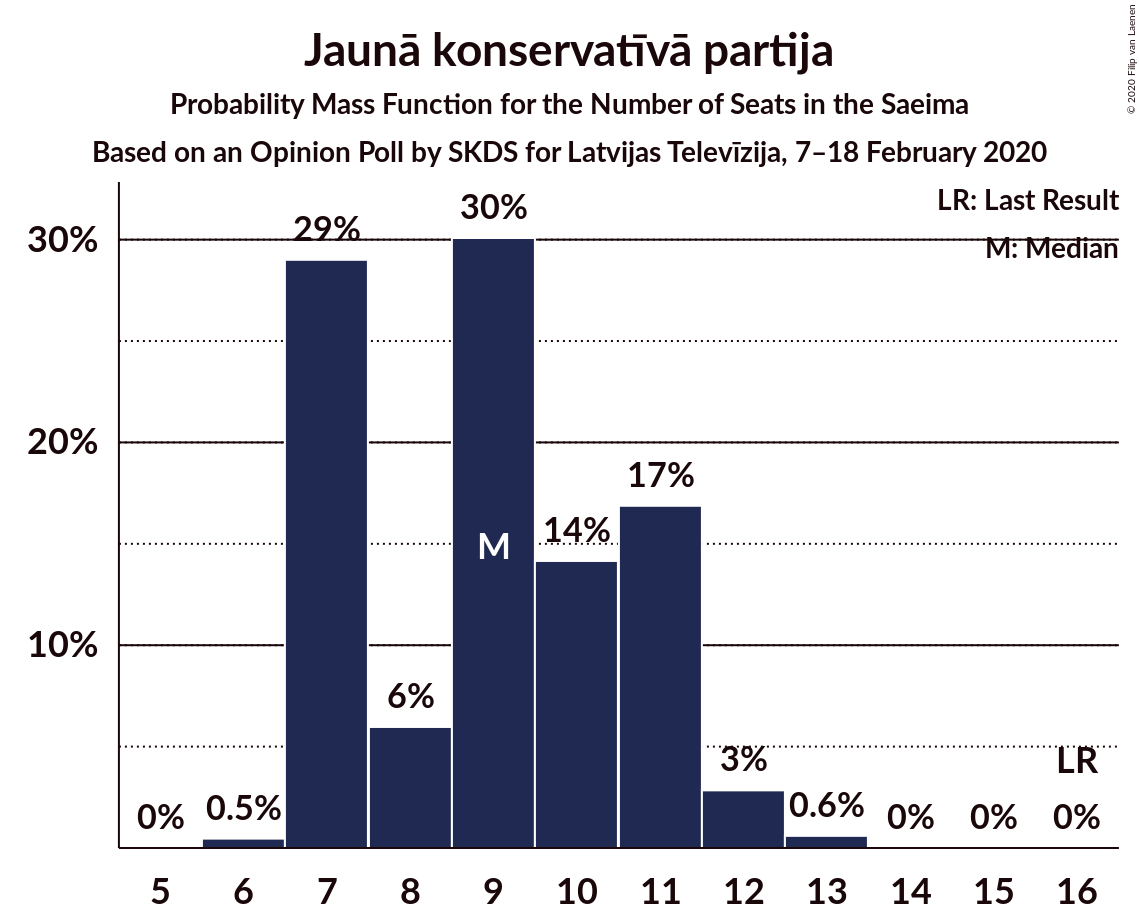 Jaunā konservatīvā partija
Probability Mass Function for the Number of Seats in the Saeima
Based on an Opinion Poll by SKDS for Latvijas Televīzija, 7–18 February 2020
© 2020 Filip van Laenen
LR: Last Result
M: Median
30%
20%
10%
0%
0.5%
29%
6%
30%
M
14%
17%
3%
0.6%
0%
0%
LR
0%
5 6 7 8 9 10 11 12 13 14 15 16